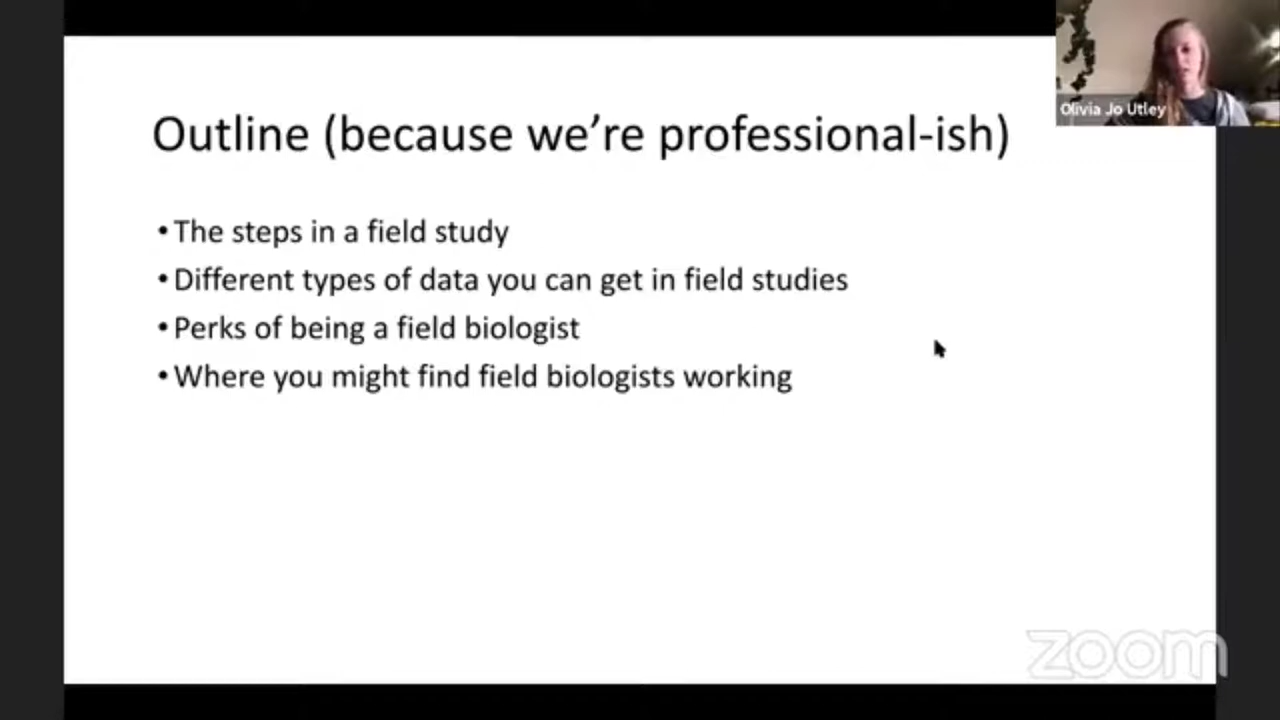 Outline (because we’re professional-ish)
•The steps in a field study
•Different types of data you can get in field studies
•Perks of being a field biologist
•Where you might find field biologists working
Olivia Jo Utley
zoom